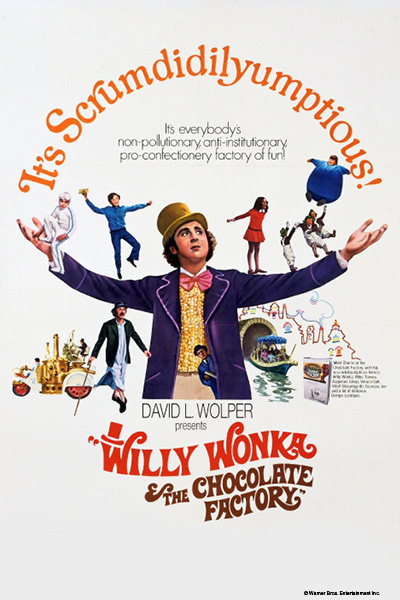 It's Scrumdidilyumptious!
It's everybody's
non-pollutionary, anti-institutionary,
pro-confectionery factory of fun!
DAVID L. WOLPER
presents
"WILLY WONKA
& THE CHOCOLATE
FACTORY"
© Warner Bros. Entertainment Inc.